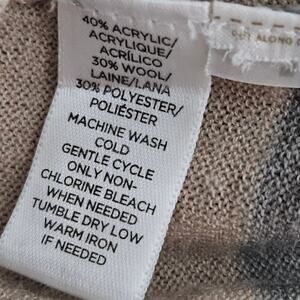 40% ACRYLIC/
ACRYLIQUE/
ACRÍLICO
30% WOOL/
LAINE/LANA
30% POLYESTER/
POLIÉSTER
MACHINE WASH
COLD
GENTLE CYCLE
ONLY NON-
CHLORINE BLEACH
WHEN NEEDED
TUMBLE DRY LOW
WARM IRON
IF NEEDED
ALONG